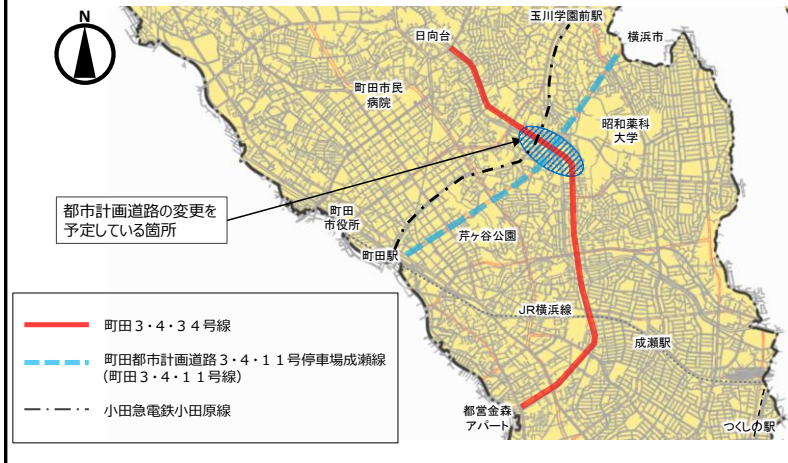 N
玉川学園前駅
日向台
横浜市
町田市民
病院
昭和薬科
大学
都市計画道路の変更を
予定している箇所
町田
市役所
芹ヶ谷公園
町田駅
JR横浜線
成瀬駅
都営金森
アパート
つくしの駅
町田3・4・34号線
町田都市計画道路3・4・11号停車場成瀬線
(町田3・4・11号線)
小田急電鉄小田原線